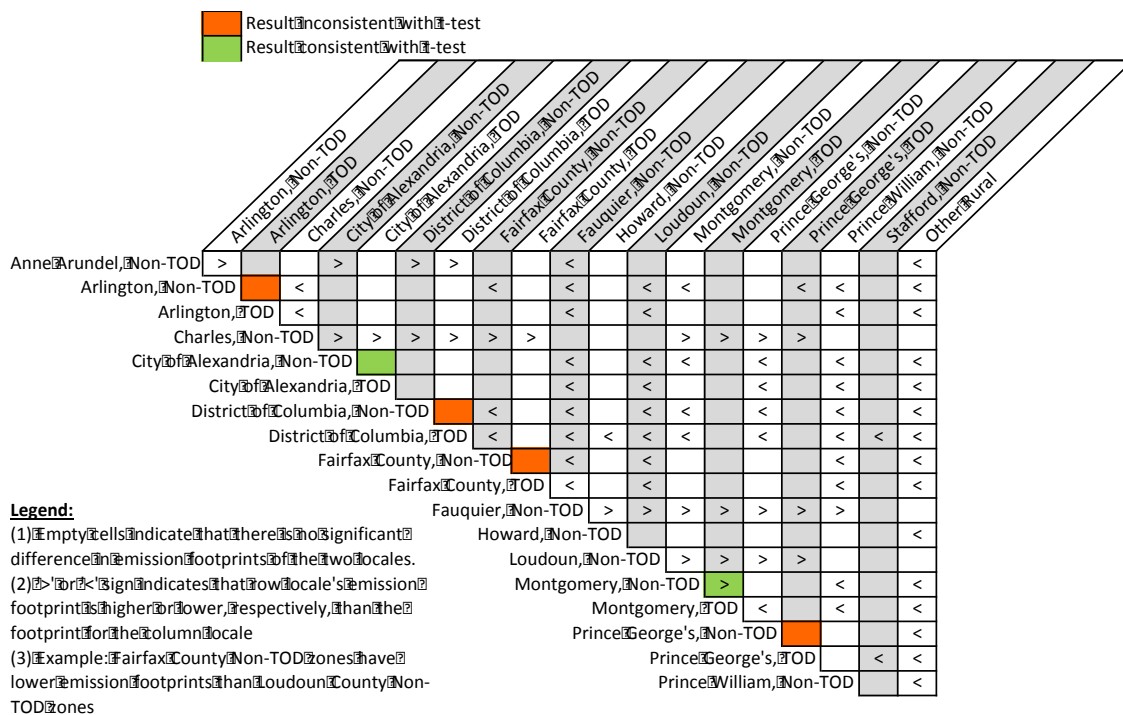 Result inconsistent with t-test
Result consistent with t-test
Arlington, Non-TOD
Arlington, TOD
Charles, Non-TOD
City of Alexandria, Non-TOD
City of Alexandria, TOD
District of Columbia, Non-TOD
District of Columbia, TOD
Fairfax County, Non-TOD
Fairfax County, TOD
Fauquier, Non-TOD
Howard, Non-TOD
Loudoun, Non-TOD
Montgomery, Non-TOD
Montgomery, TOD
Prince George's, Non-TOD
Prince George's, TOD
Prince William, Non-TOD
Stafford, Non-TOD
Other Rural
Anne Arundel, Non-TOD > > > > < <
Arlington, Non-TOD < < < < < < < <
Arlington, TOD < < < < <
Charles, Non-TOD > > > > > > > > > >
City of Alexandria, Non-TOD < < < < < <
City of Alexandria, TOD < < < < <
District of Columbia, Non-TOD < < < < < < <
District of Columbia, TOD < < < < < < < < <
Fairfax County, Non-TOD < < < <
Fairfax County, TOD < < < <
Fauquier, Non-TOD > > > > > > >
Howard, Non-TOD <
Loudoun, Non-TOD > > > >
Montgomery, Non-TOD > < <
Montgomery, TOD < < <
Prince George's, Non-TOD <
Prince George's, TOD < <
Prince William, Non-TOD <
Legend:
(1) Empty cells indicate that there is no significant
difference in emission footprints of the two locales.
(2) '>' or '<' sign indicates that row locale's emission
footprint is higher or lower, respectively, than the
footprint for the column locale
(3) Example: Fairfax County Non-TOD zones have
lower emission footprints than Loudoun County Non-
TOD zones